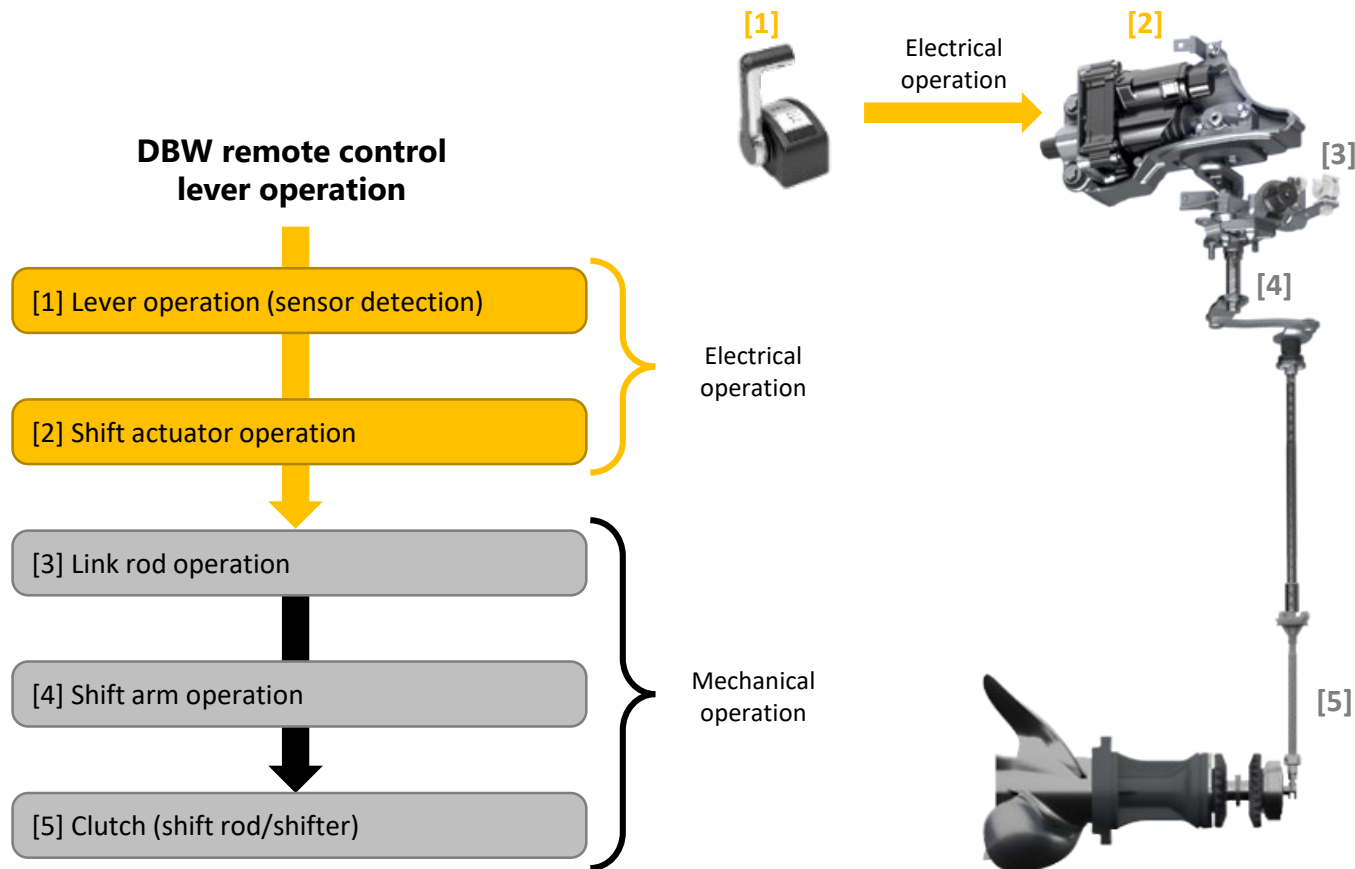 DBW remote control
lever operation
[1] Lever operation (sensor detection)
[2] Shift actuator operation
Electrical
operation
[3] Link rod operation
[4] Shift arm operation
[5] Clutch (shift rod/shifter)
Mechanical
operation
[1]
Electrical
operation
[2]
[3]
[4]
[5]